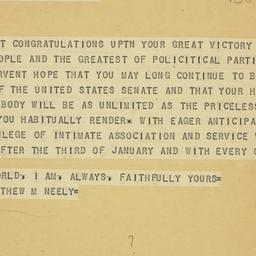 T CONGRATULATIONS UPTN YOUR GREAT VICTORY
OPLE AND THE GREATEST OF POLICITICAL PARTI
RVENT HOPE THAT YOU MAY LONG CONTINUE TO B
OF THE UNITED STATES SENATE AND THAT YOUR H
BODY WILL BE AS UNLIMITED AS THE PRICELESS
YOU HABITUALLY RENDER* WITH EAGER ANTICIPA
ILEGE OF INTIMATE ASSOCIATION AND SERVICE
AFTER THE THIRD OF JANUARY AND WITH EVERY
ORLD, I AM, ALWAYS, FAITHFULLY YOURS=
THEW M NEELY=